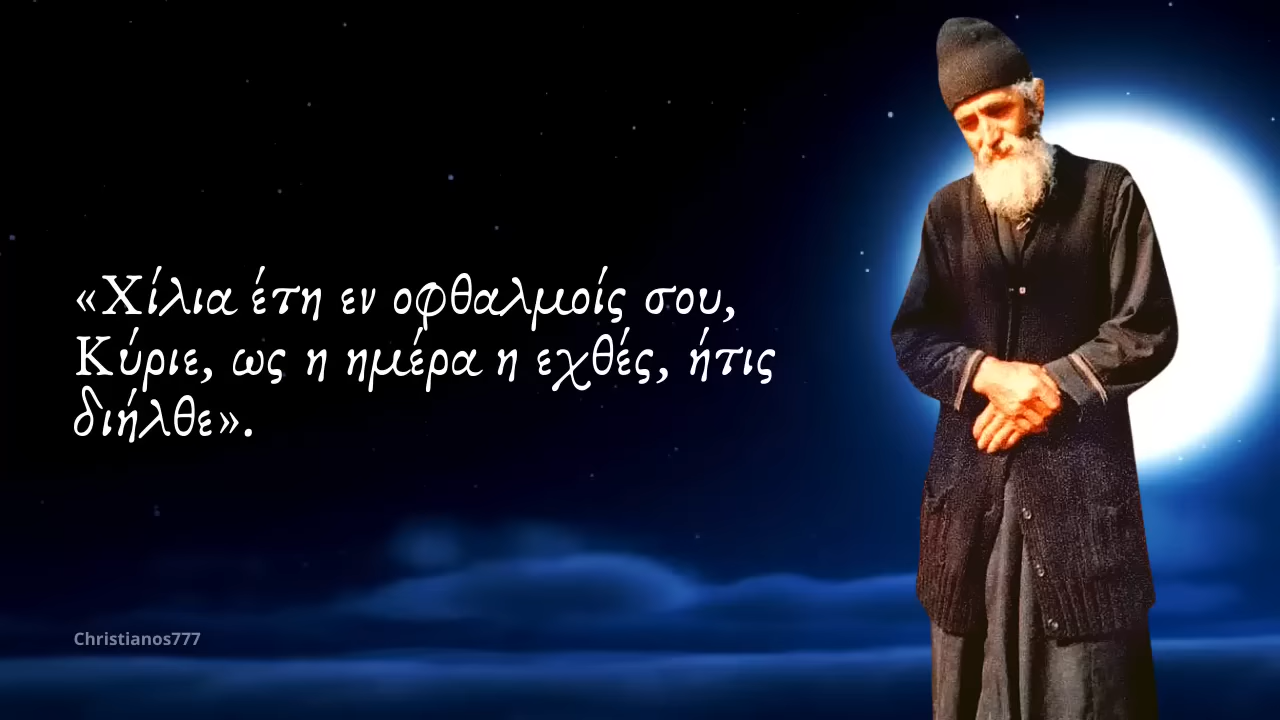 «Χίλια έτη εν οφθαλμοίς σου,
Κύριε, ως η ημέρα η εχθές, ήτις
διήλθε».
Christianos777